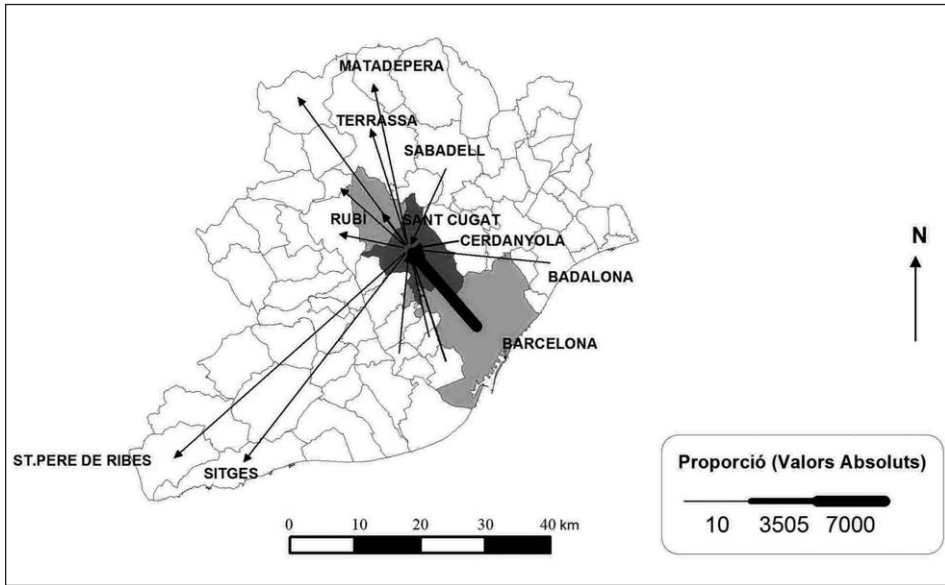 MATADEPERA
TERRASSA
SABADELL
RUBÍ
SANT CUGAT
CERDANYOLA
BADALONA
BARCELONA
N
ST.PERE DE RIBES
SITGES
0 10 20 30 40 km
Proporció (Valors Absoluts)
10 3505 7000